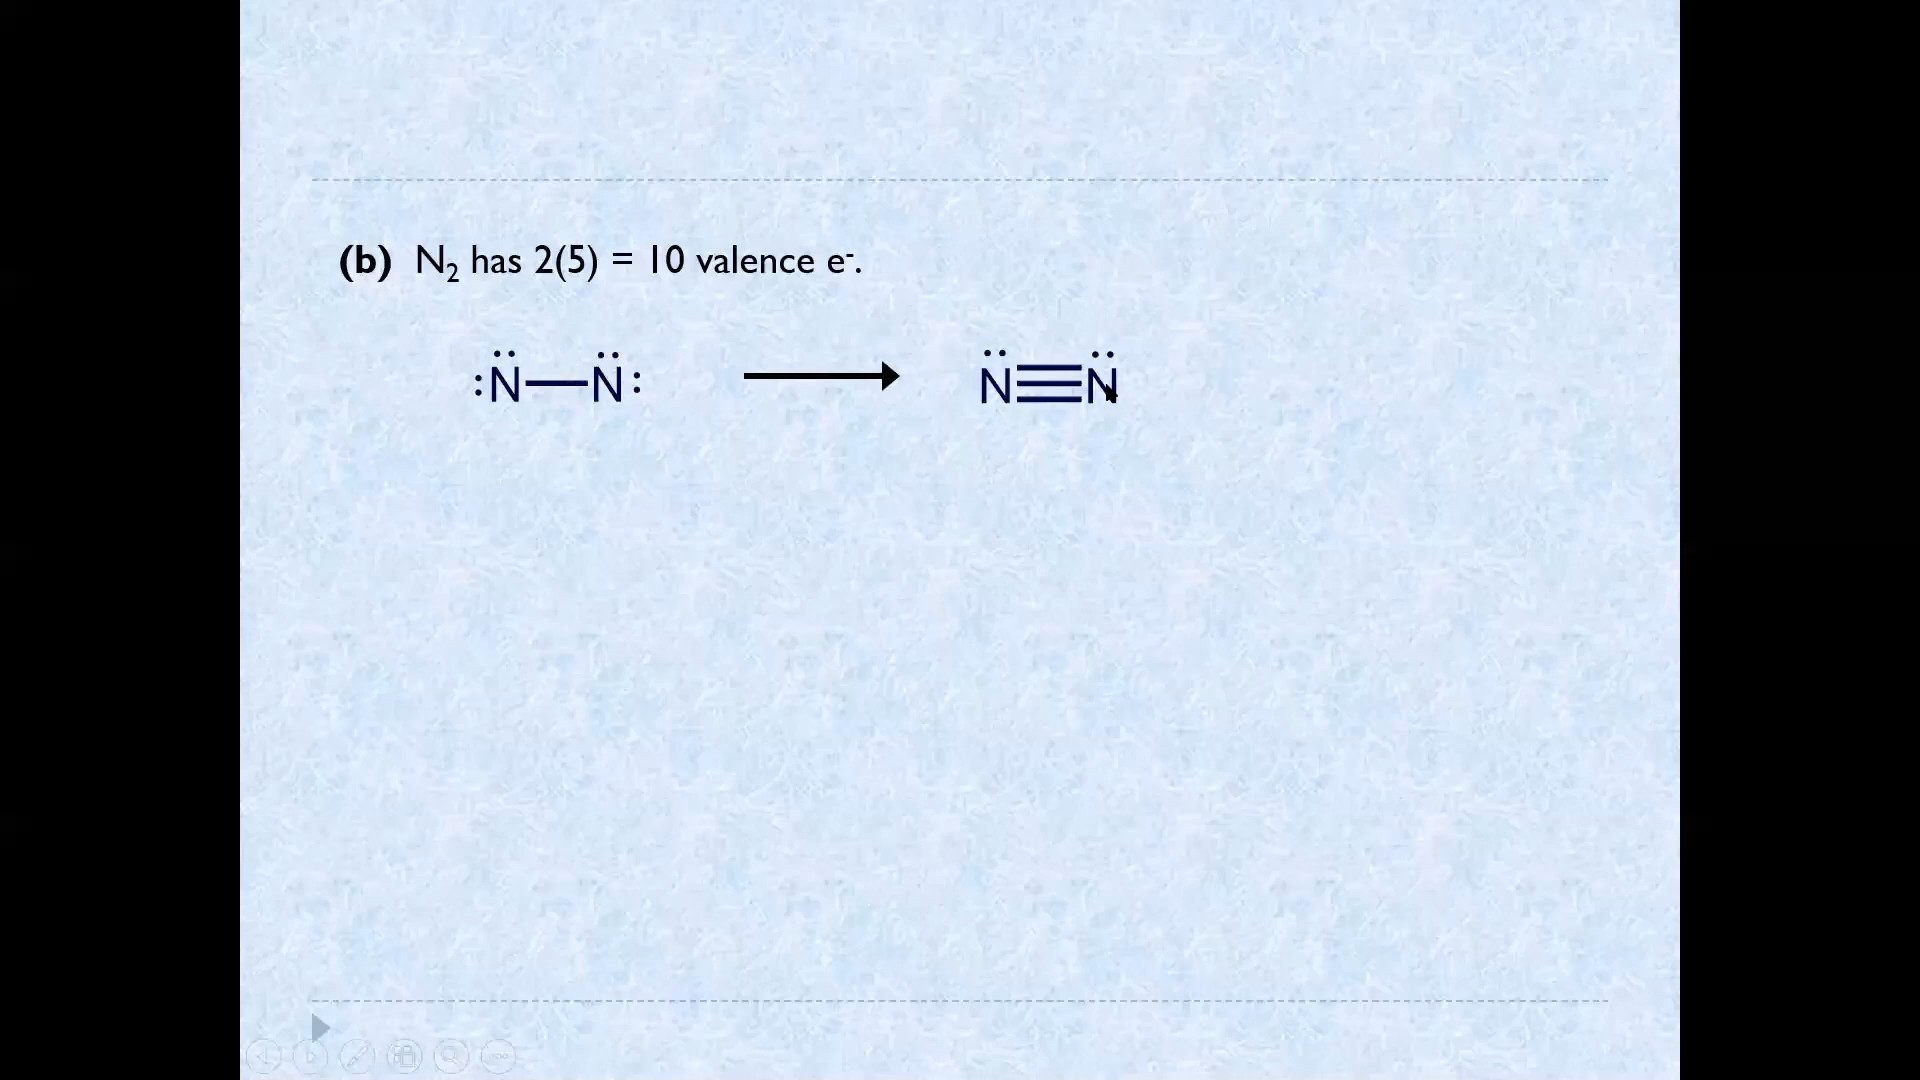 (b) N₂ has 2(5) = 10 valence e⁻.
:N̈—N̈: → N̈≡N̈